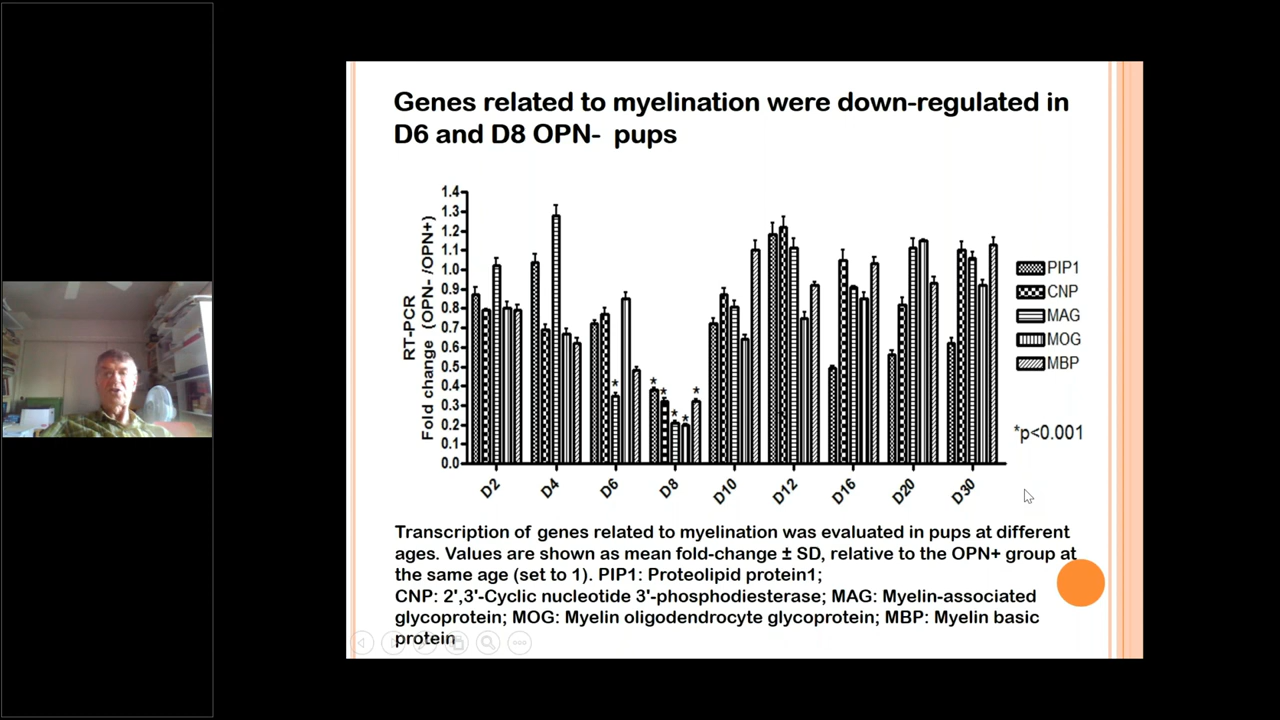 Genes related to myelination were down-regulated in
D6 and D8 OPN- pups
RT-PCR
Fold change (OPN- /OPN+)
1.4
1.3
1.2
1.1
1.0
0.9
0.8
0.7
0.6
0.5
0.4
0.3
0.2
0.1
0.0
* * * * * *
D2 D4 D6 D8 D10 D12 D16 D20 D30
PIP1
CNP
MAG
MOG
MBP
*p<0.001
Transcription of genes related to myelination was evaluated in pups at different
ages. Values are shown as mean fold-change ± SD, relative to the OPN+ group at
the same age (set to 1). PIP1: Proteolipid protein1;
CNP: 2',3'-Cyclic nucleotide 3'-phosphodiesterase; MAG: Myelin-associated
glycoprotein; MOG: Myelin oligodendrocyte glycoprotein; MBP: Myelin basic
protein